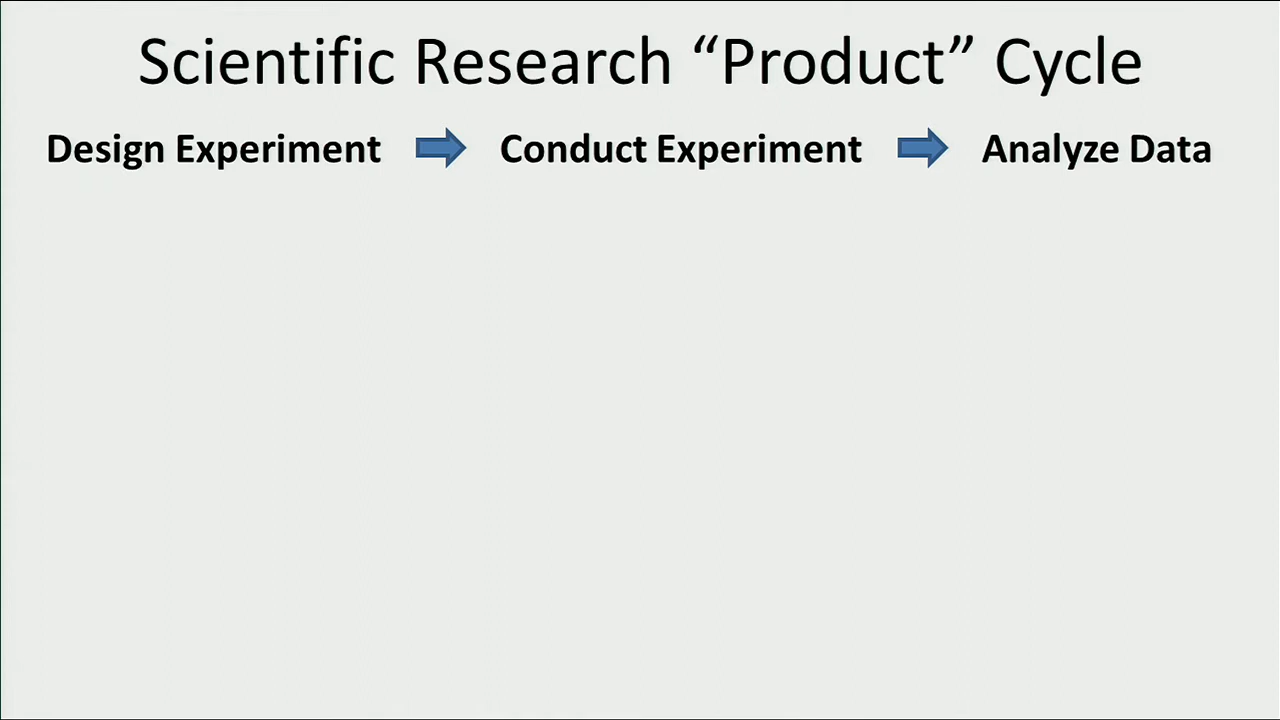 Scientific Research “Product” Cycle
Design Experiment Conduct Experiment Analyze Data